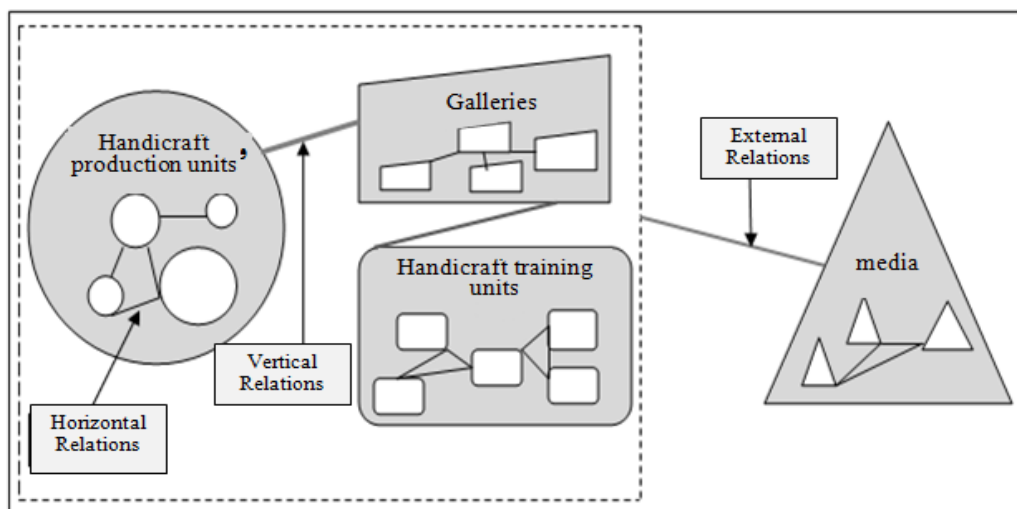 Handicraft
production units’
Galleries
External
Relations
Handicraft training
units
media
Vertical
Relations
Horizontal
Relations